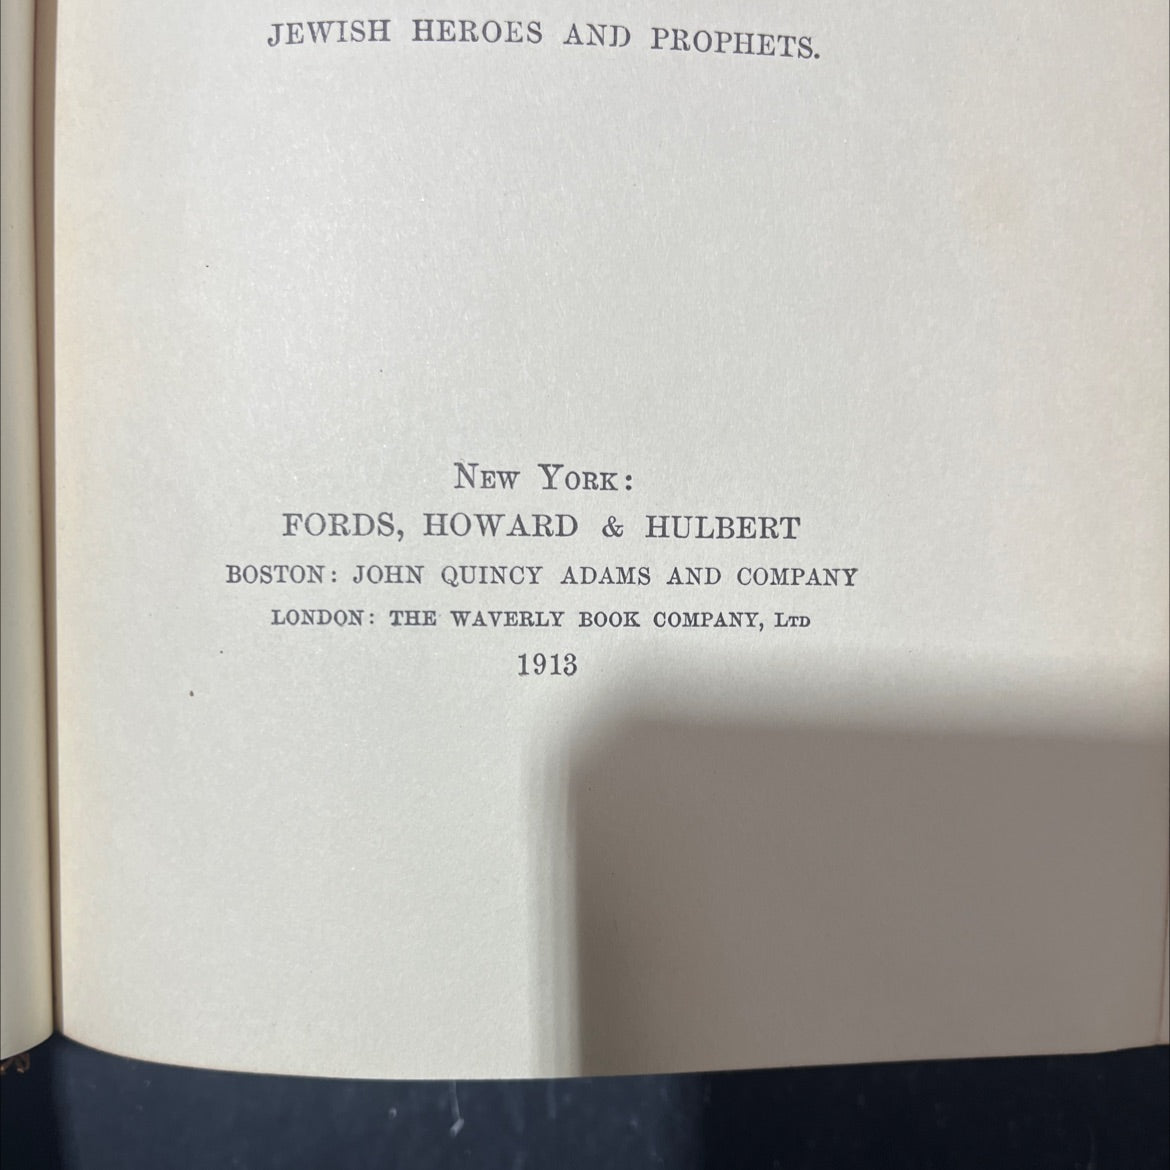 JEWISH HEROES AND PROPHETS.
NEW YORK:
FORDS, HOWARD & HULBERT
BOSTON: JOHN QUINCY ADAMS AND COMPANY
LONDON: THE WAVERLY BOOK COMPANY, LTD
1913